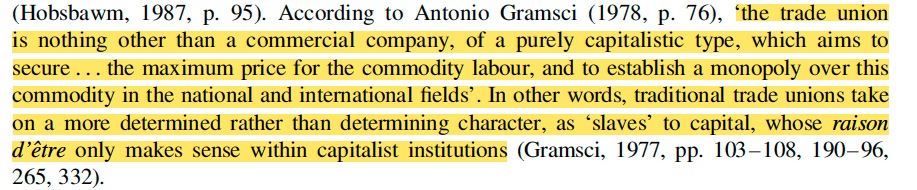 (Hobsbawm, 1987, p. 95). According to Antonio Gramsci (1978, p. 76), ‘the trade union
is nothing other than a commercial company, of a purely capitalistic type, which aims to
secure … the maximum price for the commodity labour, and to establish a monopoly over this
commodity in the national and international fields’. In other words, traditional trade unions take
on a more determined rather than determining character, as ‘slaves’ to capital, whose raison
d’être only makes sense within capitalist institutions (Gramsci, 1977, pp. 103–108, 190–96,
265, 332).